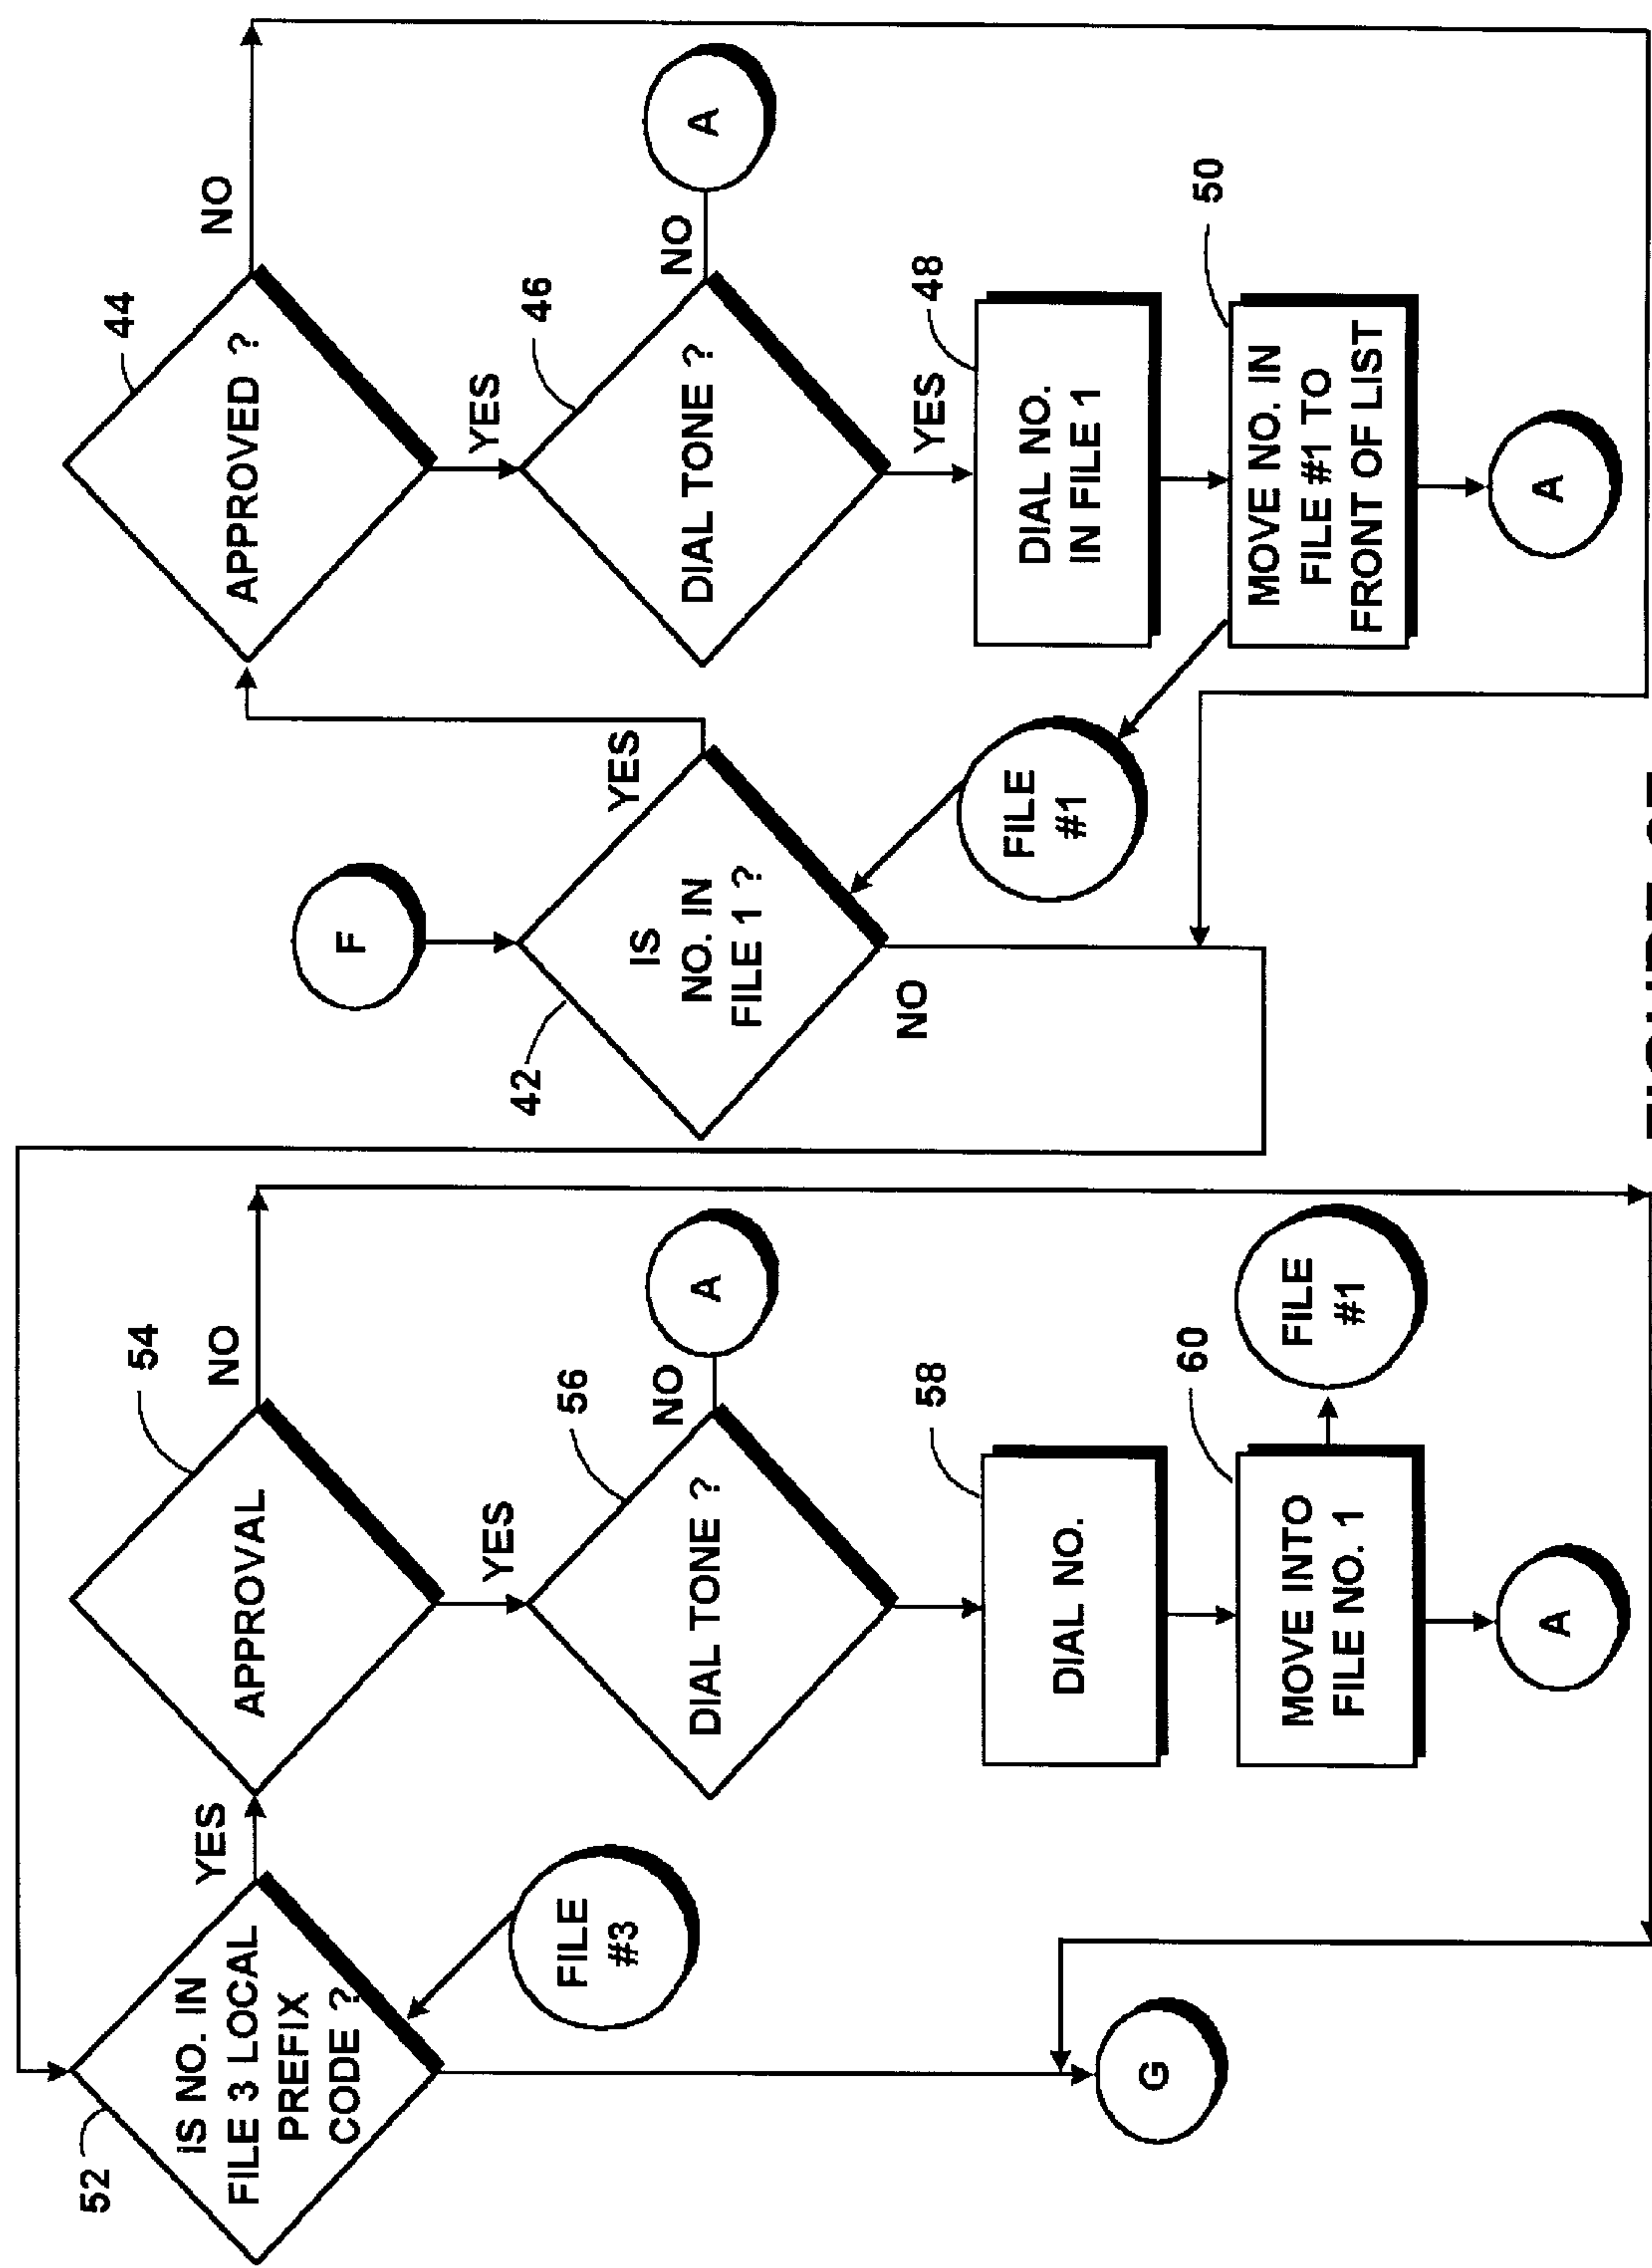 52
IS NO. IN
FILE 3 LOCAL
PREFIX
CODE ?
YES
FILE
#3
G
54
APPROVAL
NO
YES
56
DIAL TONE ?
NO
A
58
DIAL NO.
60
MOVE INTO
FILE NO. 1
FILE
#1
A
F
42
IS
NO. IN
FILE 1 ?
YES
NO
FILE
#1
44
APPROVED ?
NO
YES
46
DIAL TONE ?
NO
A
YES
48
DIAL NO.
IN FILE 1
50
MOVE NO. IN
FILE #1 TO
FRONT OF LIST
A